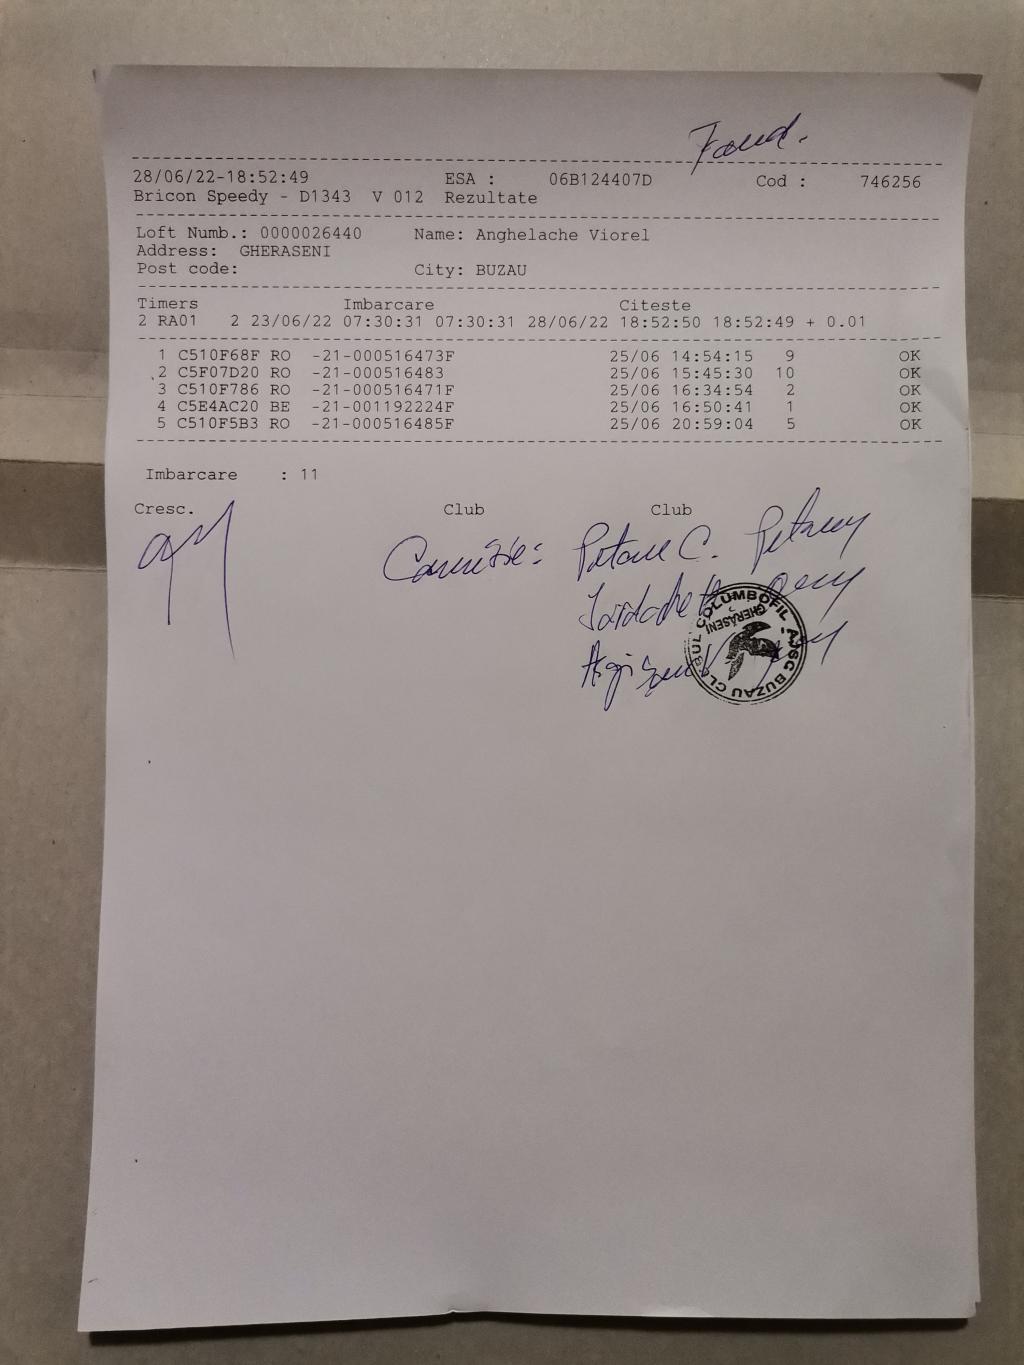 Fond.
28/06/22-18:52:49 ESA : 06B124407D Cod : 746256
Bricon Speedy - D1343 V 012 Rezultate
Loft Numb.: 0000026440 Name: Anghelache Viorel
Address: GHERASENI
Post code: City: BUZAU
Timers Imbarcare Citeste
2 RA01 2 23/06/22 07:30:31 07:30:31 28/06/22 18:52:50 18:52:49 + 0.01
1 C510F68F RO -21-000516473F 25/06 14:54:15 9 OK
2 C5F07D20 RO -21-000516483 25/06 15:45:30 10 OK
3 C510F786 RO -21-000516471F 25/06 16:34:54 2 OK
4 C5E4AC20 BE -21-001192224F 25/06 16:50:41 1 OK
5 C510F5B3 RO -21-000516485F 25/06 20:59:04 5 OK
Imbarcare : 11
Cresc. Club Club
Comisie:
CLUBUL COLUMBOFIL AJSC BUZAU
GHERĂSENI